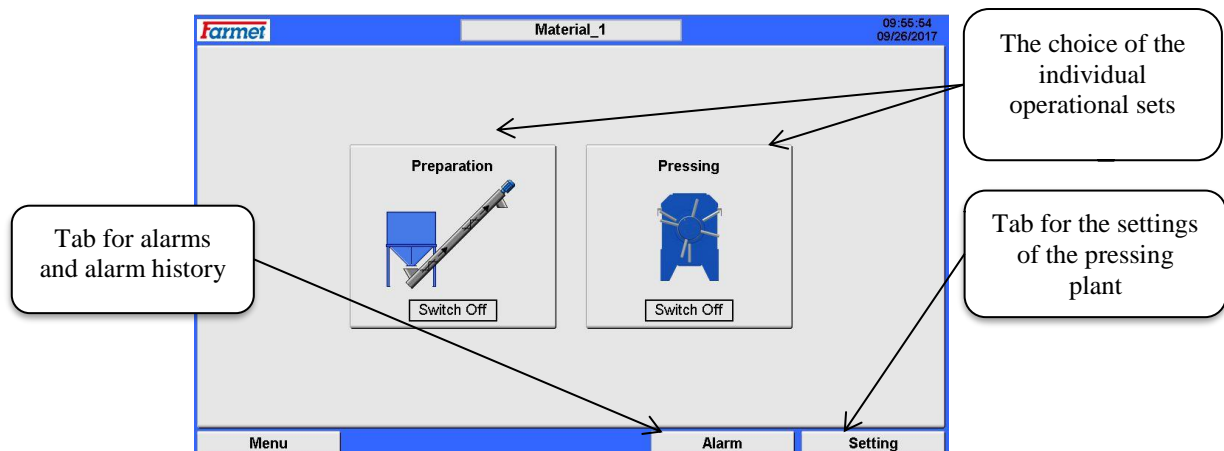 Farmet
Material_1
09:55:54
09/26/2017
The choice of the
individual
operational sets
Preparation
Pressing
Switch Off
Switch Off
Tab for alarms
and alarm history
Tab for the settings
of the pressing
plant
Menu
Alarm
Setting